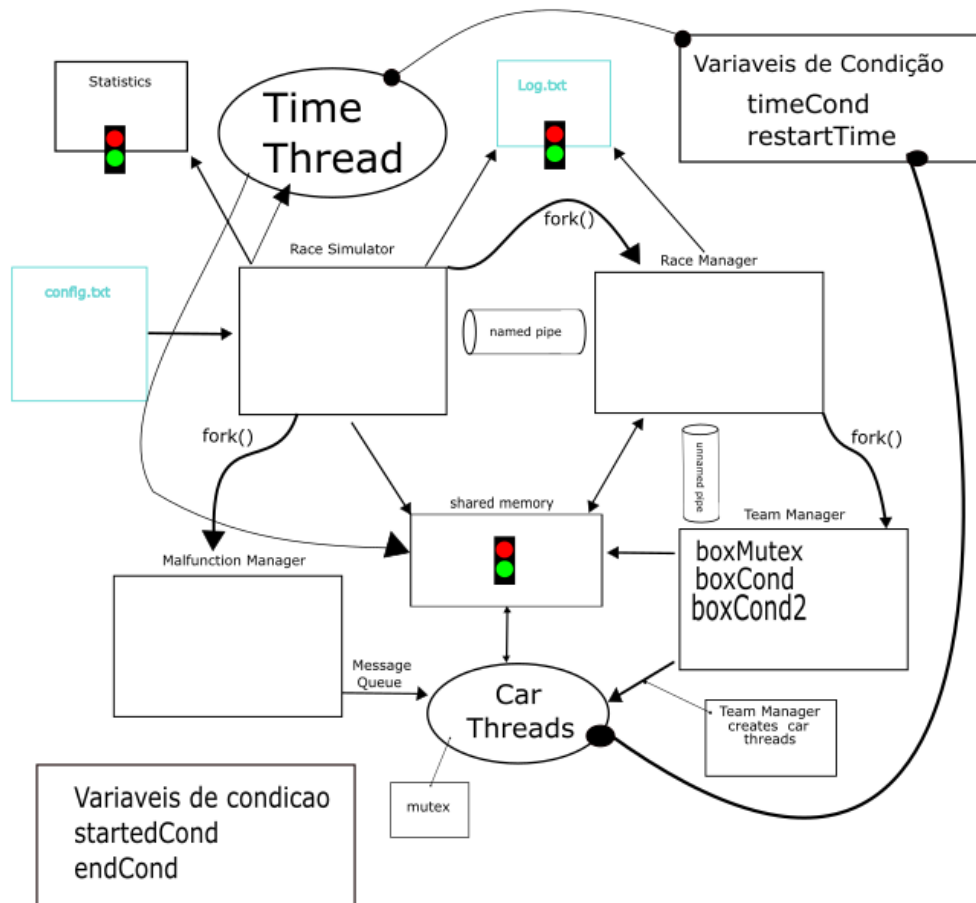 Statistics
Time
Thread
Log.txt
Variaveis de Condição
timeCond
restartTime
fork()
Race Simulator
Race Manager
config.txt
named pipe
fork()
fork()
unnamed pipe
shared memory
Team Manager
Malfunction Manager
boxMutex
boxCond
boxCond2
Message
Queue
Car
Threads
Team Manager
creates car
threads
mutex
Variaveis de condicao
startedCond
endCond